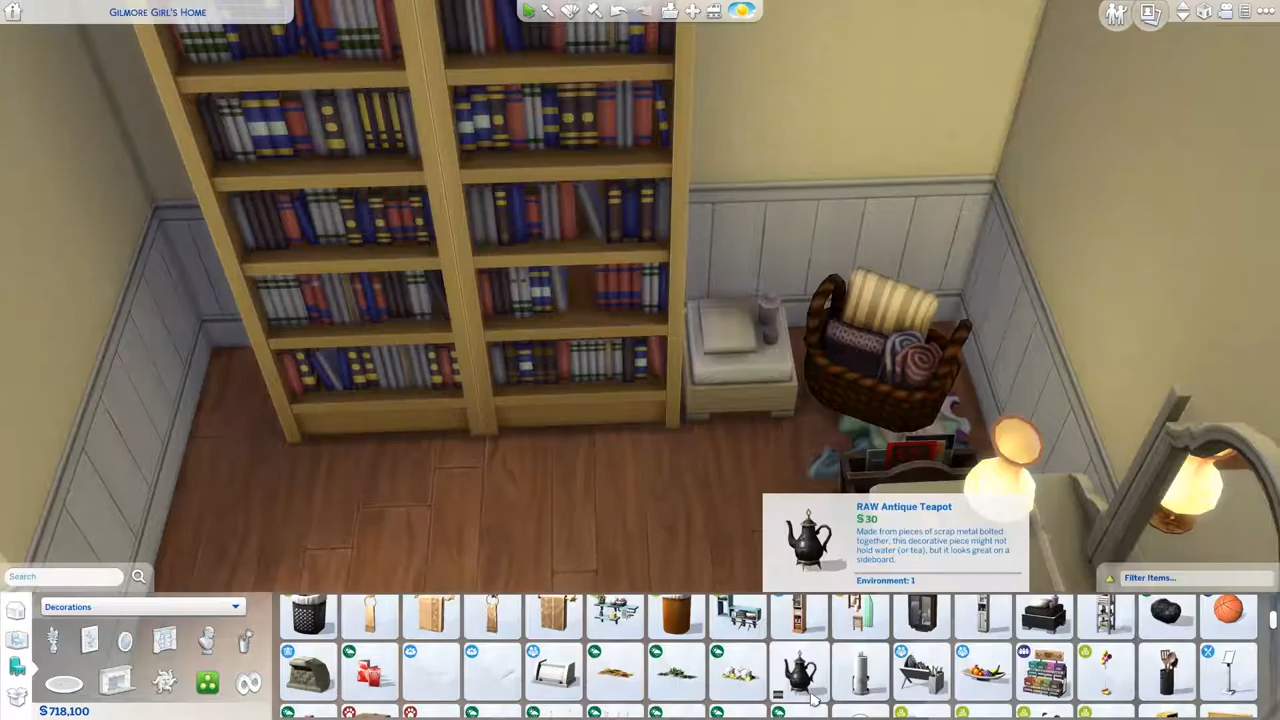 Gilmore Girl's Home
RAW Antique Teapot
§30
Made from pieces of scrap metal bolted
together, this decorative piece might not
hold water (or tea), but it looks great on a
sideboard.
Environment: 1
Search
Filter Items...
Decorations
§718,100